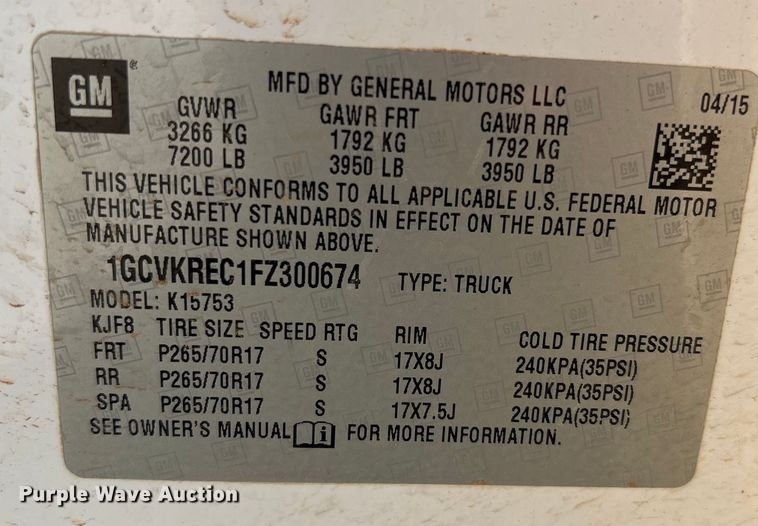 GM
MFD BY GENERAL MOTORS LLC
04/15
GVWR GAWR FRT GAWR RR
3266 KG 1792 KG 1792 KG
7200 LB 3950 LB 3950 LB
THIS VEHICLE CONFORMS TO ALL APPLICABLE U.S. FEDERAL MOTOR
VEHICLE SAFETY STANDARDS IN EFFECT ON THE DATE OF
MANUFACTURE SHOWN ABOVE.
1GCVKREC1FZ300674 TYPE: TRUCK
MODEL: K15753
KJF8 TIRE SIZE SPEED RTG RIM COLD TIRE PRESSURE
FRT P265/70R17 S 17X8J 240KPA(35PSI)
RR P265/70R17 S 17X8J 240KPA(35PSI)
SPA P265/70R17 S 17X7.5J 240KPA(35PSI)
SEE OWNER'S MANUAL i FOR MORE INFORMATION.
Purple Wave Auction